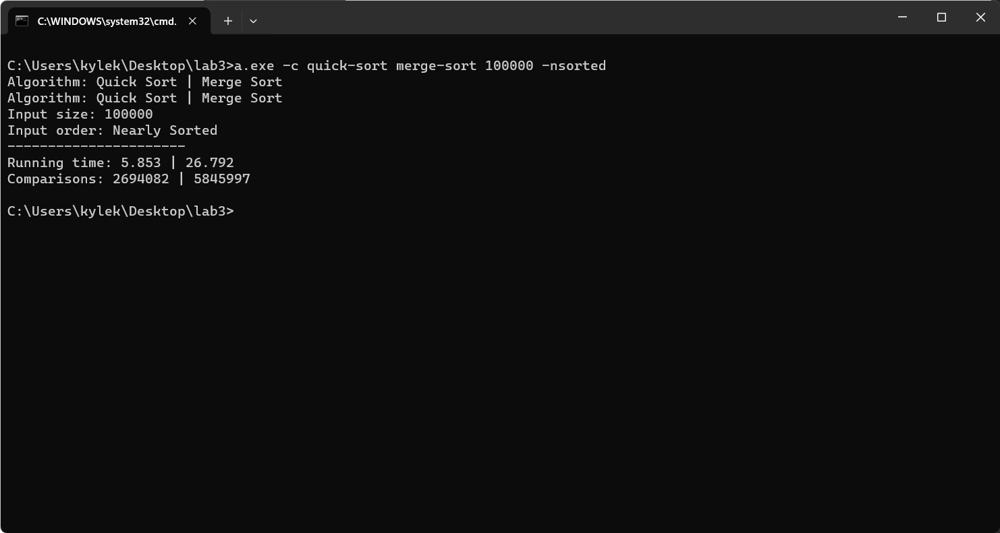 C:\WINDOWS\system32\cmd.
C:\Users\kylek\Desktop\lab3>a.exe -c quick-sort merge-sort 100000 -nsorted
Algorithm: Quick Sort | Merge Sort
Algorithm: Quick Sort | Merge Sort
Input size: 100000
Input order: Nearly Sorted
----------------------
Running time: 5.853 | 26.792
Comparisons: 2694082 | 5845997
C:\Users\kylek\Desktop\lab3>